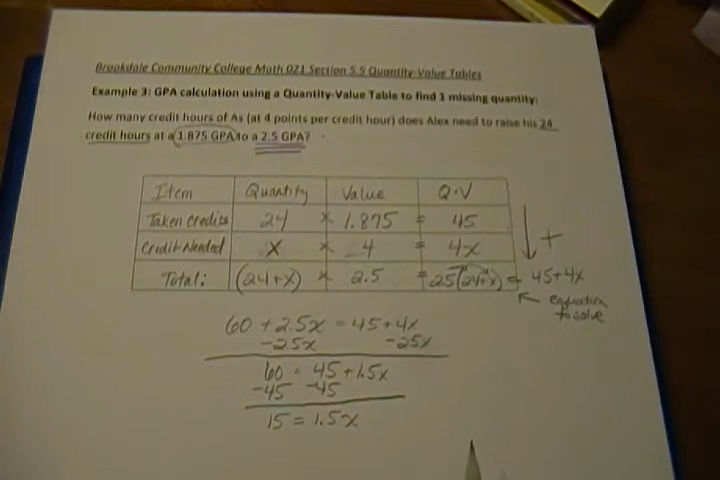 Brookdale Community College Math 021 Section 5.5 Quantity-Value Tables
Example 3: GPA calculation using a Quantity-Value Table to find 1 missing quantity:
How many credit hours of As (at 4 points per credit hour) does Alex need to raise his 24
credit hours at a 1.875 GPA to a 2.5 GPA?
Item Quantity Value Q·V
Taken Credits 24 × 1.875 = 45
Credit Needed x × 4 = 4x
Total: (24+x) × 2.5 = 2.5(24+x) = 45+4x
+
equation
to solve
60 + 2.5x = 45+4x
-2.5x -2.5x
60 = 45 + 1.5x
-45 -45
15 = 1.5x